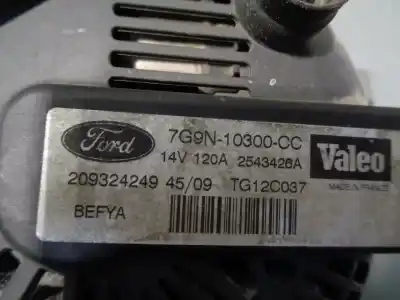 Ford
7G9N-10300-CC
14V 120A 2543426A
Valeo
MADE IN FRANCE
209324249 45/09 TG12C037
BEFYA